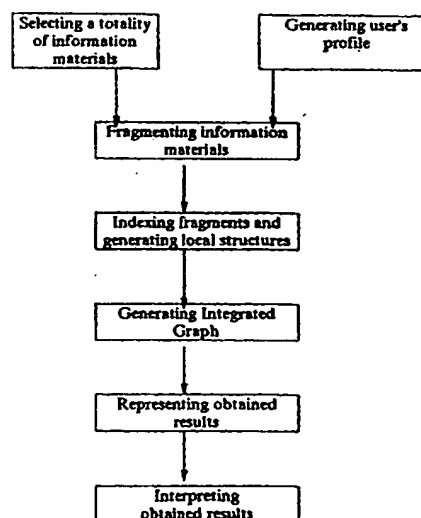 Selecting a totality
of information
materials
Generating user's
profile
Fragmenting information
materials
Indexing fragments and
generating local structures
Generating Integrated
Graph
Representing obtained
results
Interpreting
obtained results